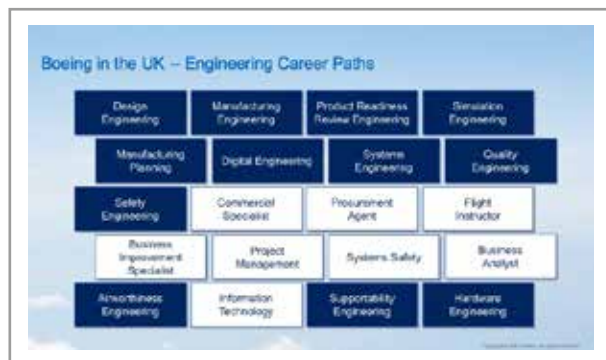 Boeing in the UK – Engineering Career Paths
Design
Engineering
Manufacturing
Engineering
Product Readiness
Review Engineering
Simulation
Engineering
Manufacturing
Planning
Digital Engineering
Systems
Engineering
Quality
Engineering
Safety
Engineering
Commercial
Specialist
Procurement
Agent
Flight
Instructor
Business
Improvement
Specialist
Project
Management
Systems Safety
Business
Analyst
Airworthiness
Engineering
Information
Technology
Supportability
Engineering
Hardware
Engineering